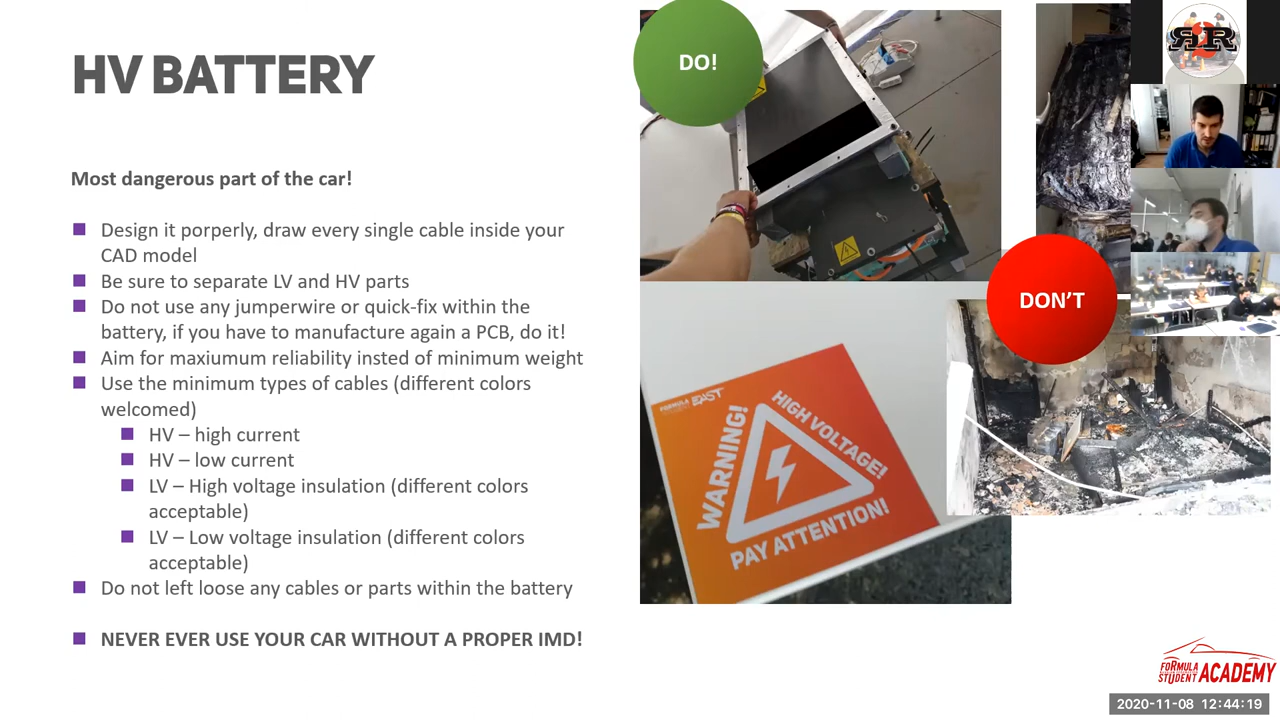 HV BATTERY
Most dangerous part of the car!
Design it porperly, draw every single cable inside your
CAD model
Be sure to separate LV and HV parts
Do not use any jumperwire or quick-fix within the
battery, if you have to manufacture again a PCB, do it!
Aim for maxiumum reliability insted of minimum weight
Use the minimum types of cables (different colors
welcomed)
HV – high current
HV – low current
LV – High voltage insulation (different colors
acceptable)
LV – Low voltage insulation (different colors
acceptable)
Do not left loose any cables or parts within the battery
NEVER EVER USE YOUR CAR WITHOUT A PROPER IMD!
DO!
DON'T
FORMULA
STUDENT EAST
WARNING!
HIGH VOLTAGE!
PAY ATTENTION!
FORMULA
STUDENT ACADEMY
2020-11-08 12:44:19